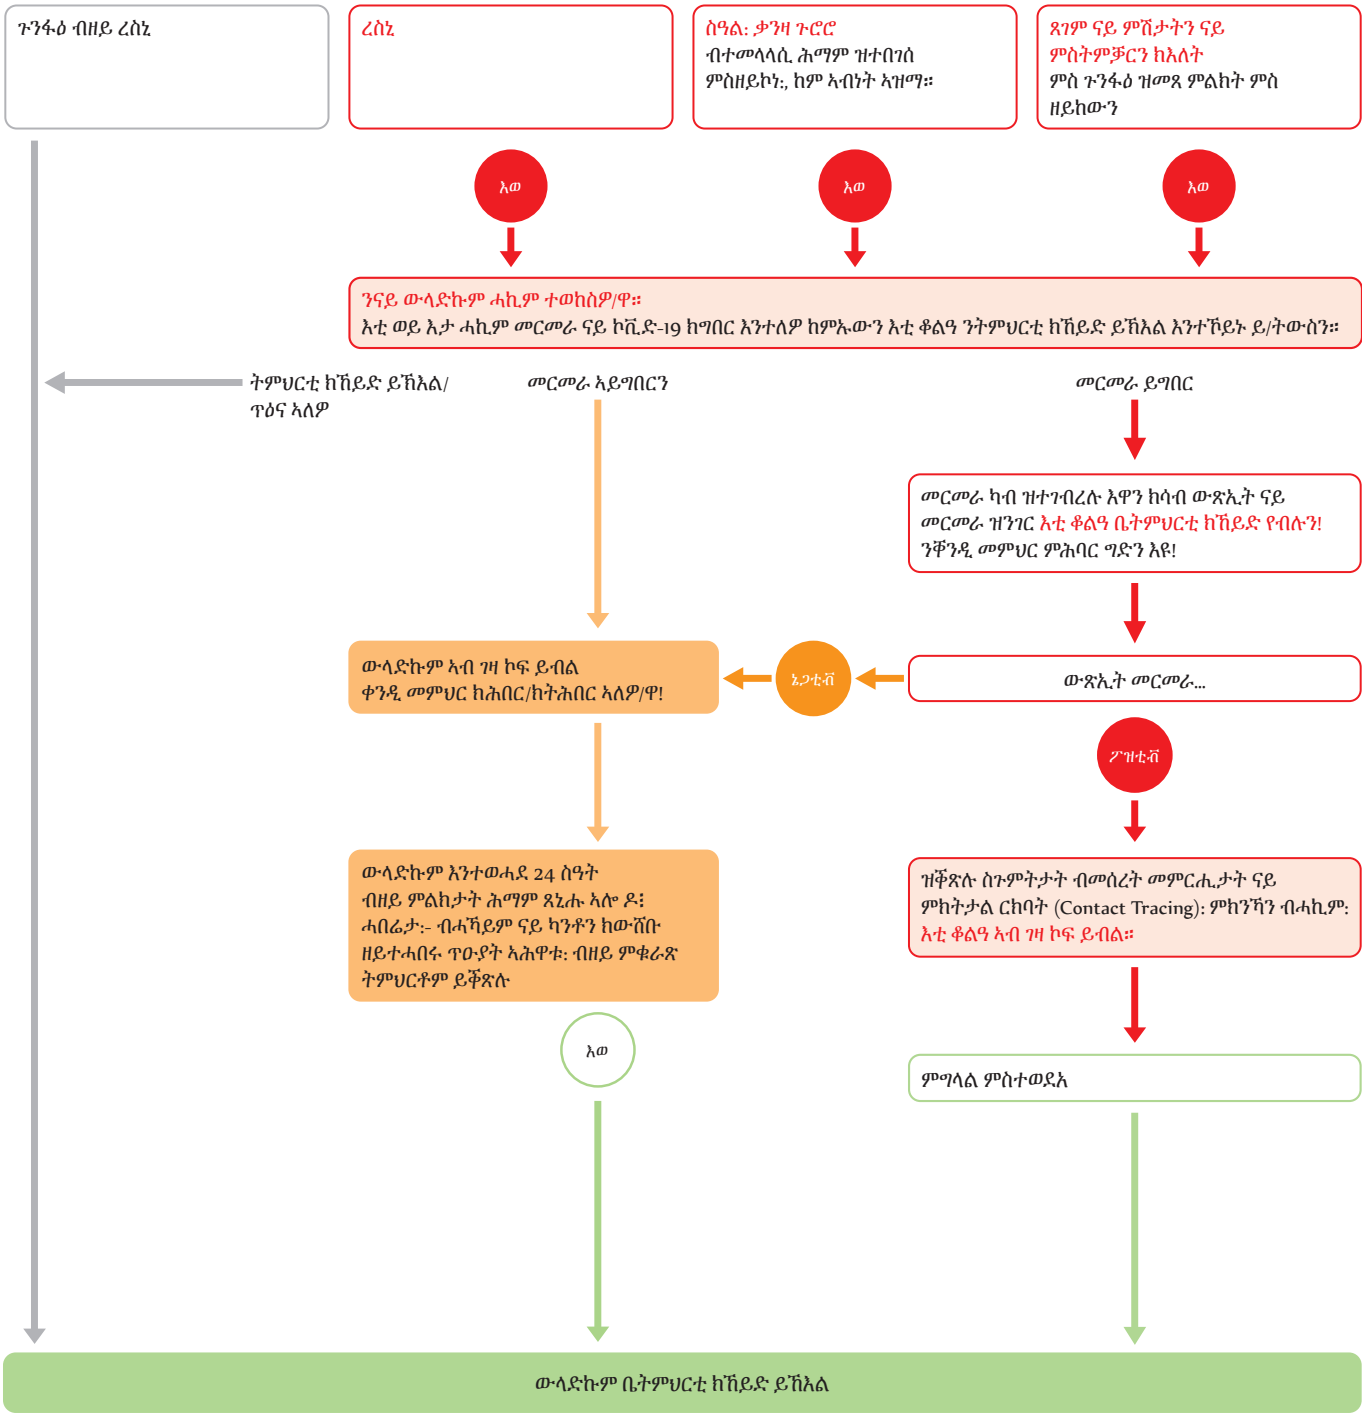 ጉንፋዕ ብዘይ ረስኒ
ረስኒ
ስዓል: ቃንዛ ጉሮሮ
ብተመላላሲ ሕማም ዝተበገሰ
ምስዘይኮነ:, ከም ኣብነት ኣዝማ።
ጸገም ናይ ምሽታትን ናይ
ምስትምቓርን ክእለት
ምስ ጉንፋዕ ዝመጸ ምልክት ምስ
ዘይከውን
እወ
እወ
እወ
ንናይ ውላድኩም ሓኪም ተወከስዎ/ዋ።
እቲ ወይ እታ ሓኪም መርመራ ናይ ኮቪድ-19 ክግበር እንተለዎ ከምኡውን እቲ ቆልዓ ንትምህርቲ ክኸይድ ይኽእል እንተኾይኑ ይ/ትውስን።
ትምህርቲ ክኸይድ ይኽእል/
ጥዕና ኣለዎ
መርመራ ኣይግበርን
መርመራ ይግበር
መርመራ ካብ ዝተገብረሉ እዋን ክሳብ ውጽኢት ናይ
መርመራ ዝንገር እቲ ቆልዓ ቤትምህርቲ ክኸይድ የብሉን!
ንቐንዲ መምህር ምሕባር ግድን እዩ!
ውላድኩም ኣብ ገዛ ኮፍ ይብል
ቀንዲ መምህር ክሕበር/ክትሕበር ኣለዎ/ዋ!
ኔጋቲቭ
ውጽኢት መርመራ...
ፖዝቲቭ
ውላድኩም እንተወሓደ 24 ስዓት
ብዘይ ምልክታት ሕማም ጸኒሑ ኣሎ ዶ፧
ሓበሬታ:- ብሓኻይም ናይ ካንቶን ክውሸቡ
ዘይተሓበሩ ጥዑያት ኣሕዋቱ: ብዘይ ምቁራጽ
ትምህርቶም ይቕጽሉ
ዝቕጽሉ ስጉምትታት ብመሰረት መምርሒታት ናይ
ምክትታል ርክባት (Contact Tracing): ምክንኻን ብሓኪም:
እቲ ቆልዓ ኣብ ገዛ ኮፍ ይብል።
እወ
ምግላል ምስተወደአ
ውላድኩም ቤትምህርቲ ክኸይድ ይኽእል